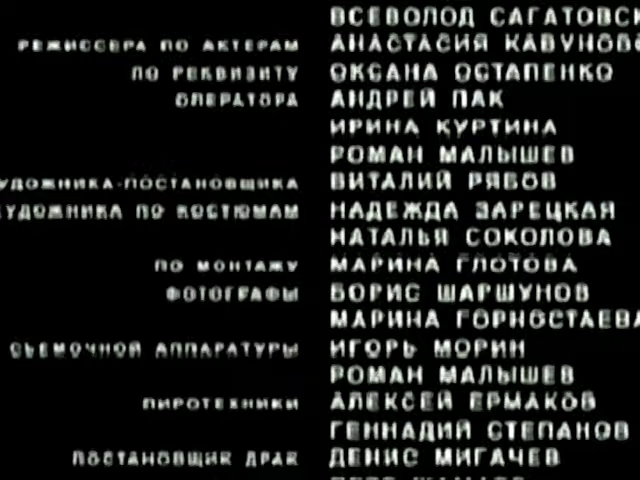 ВСЕВОЛОД
РЕЖИССЕРА ПО АКТЕРАМ АНАСТАСИЯ
ПО РЕКВИЗИТУ ОКСАНА ОСТАПЕНКО
ОПЕРАТОРА АНДРЕЙ ПАК
ИРИНА КУРТИНА
РОМАН МАЛЫШЕВ
УДОЖНИКА-ПОСТАНОВЩИКА ВИТАЛИЙ РЯБОВ
УДОЖНИКА ПО КОСТЮМАМ НАДЕЖДА ЗАРЕЦКАЯ
НАТАЛЬЯ СОКОЛОВА
ПО МОНТАЖУ МАРИНА ГЛОТОВА
ФОТОГРАФЫ БОРИС ШАРШУНОВ
МАРИНА ГОРНОСТАЕВА
СЪЕМОЧНОЙ АППАРАТУРЫ ИГОРЬ МОРИН
РОМАН МАЛЫШЕВ
ПИРОТЕХНИКИ АЛЕКСЕЙ ЕРМАКОВ
ГЕННАДИЙ СТЕПАНОВ
ПОСТАНОВЩИК ДРАК ДЕНИС МИГАЧЕВ